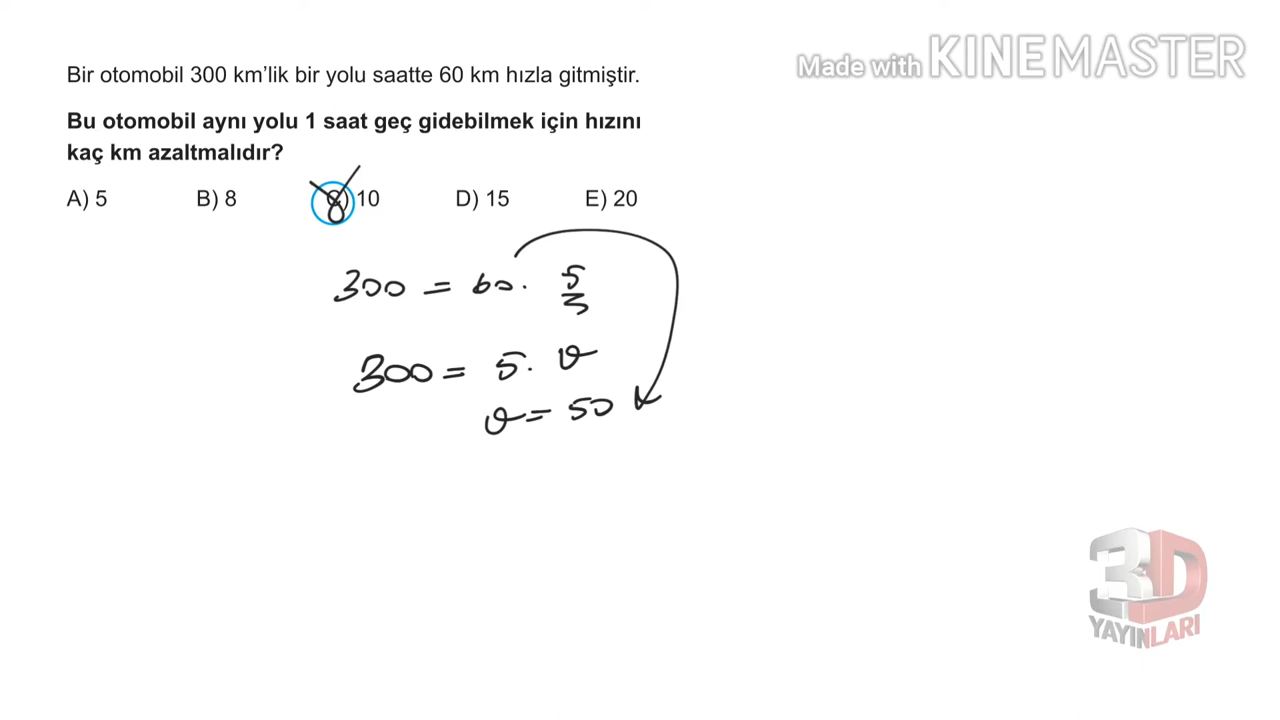 Bir otomobil 300 km'lik bir yolu saatte 60 km hızla gitmiştir.
Made with KINEMASTER
Bu otomobil aynı yolu 1 saat geç gidebilmek için hızını
kaç km azaltmalıdır?
A) 5 B) 8 C) 10 D) 15 E) 20
300 = 60. 5
300 = 5. v
v = 50
3D
YAYINLARI